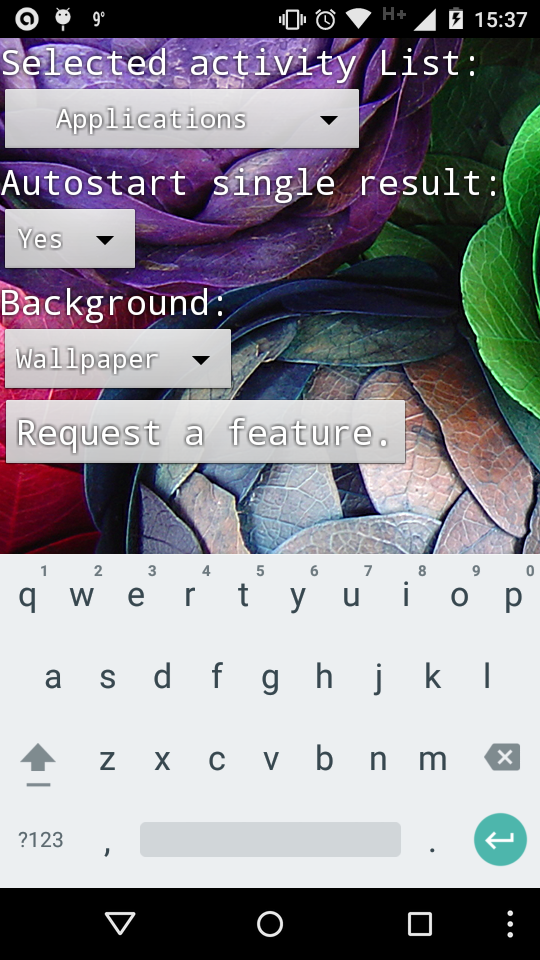 9° H+ 15:37
Selected activity List:
Applications
Autostart single result:
Yes
Background:
Wallpaper
Request a feature.
1 2 3 4 5 6 7 8 9 0
q w e r t y u i o p
a s d f g h j k l
z x c v b n m
?123 , .